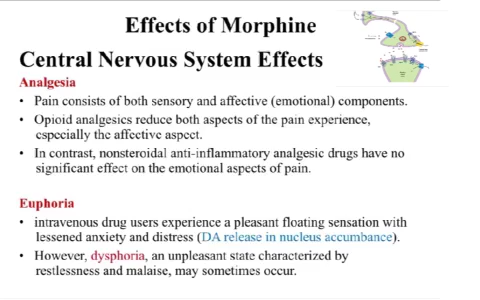 Effects of Morphine
Central Nervous System Effects
Analgesia
• Pain consists of both sensory and affective (emotional) components.
• Opioid analgesics reduce both aspects of the pain experience,
especially the affective aspect.
• In contrast, nonsteroidal anti-inflammatory analgesic drugs have no
significant effect on the emotional aspects of pain.
Euphoria
• intravenous drug users experience a pleasant floating sensation with
lessened anxiety and distress (DA release in nucleus accumbance).
• However, dysphoria, an unpleasant state characterized by
restlessness and malaise, may sometimes occur.